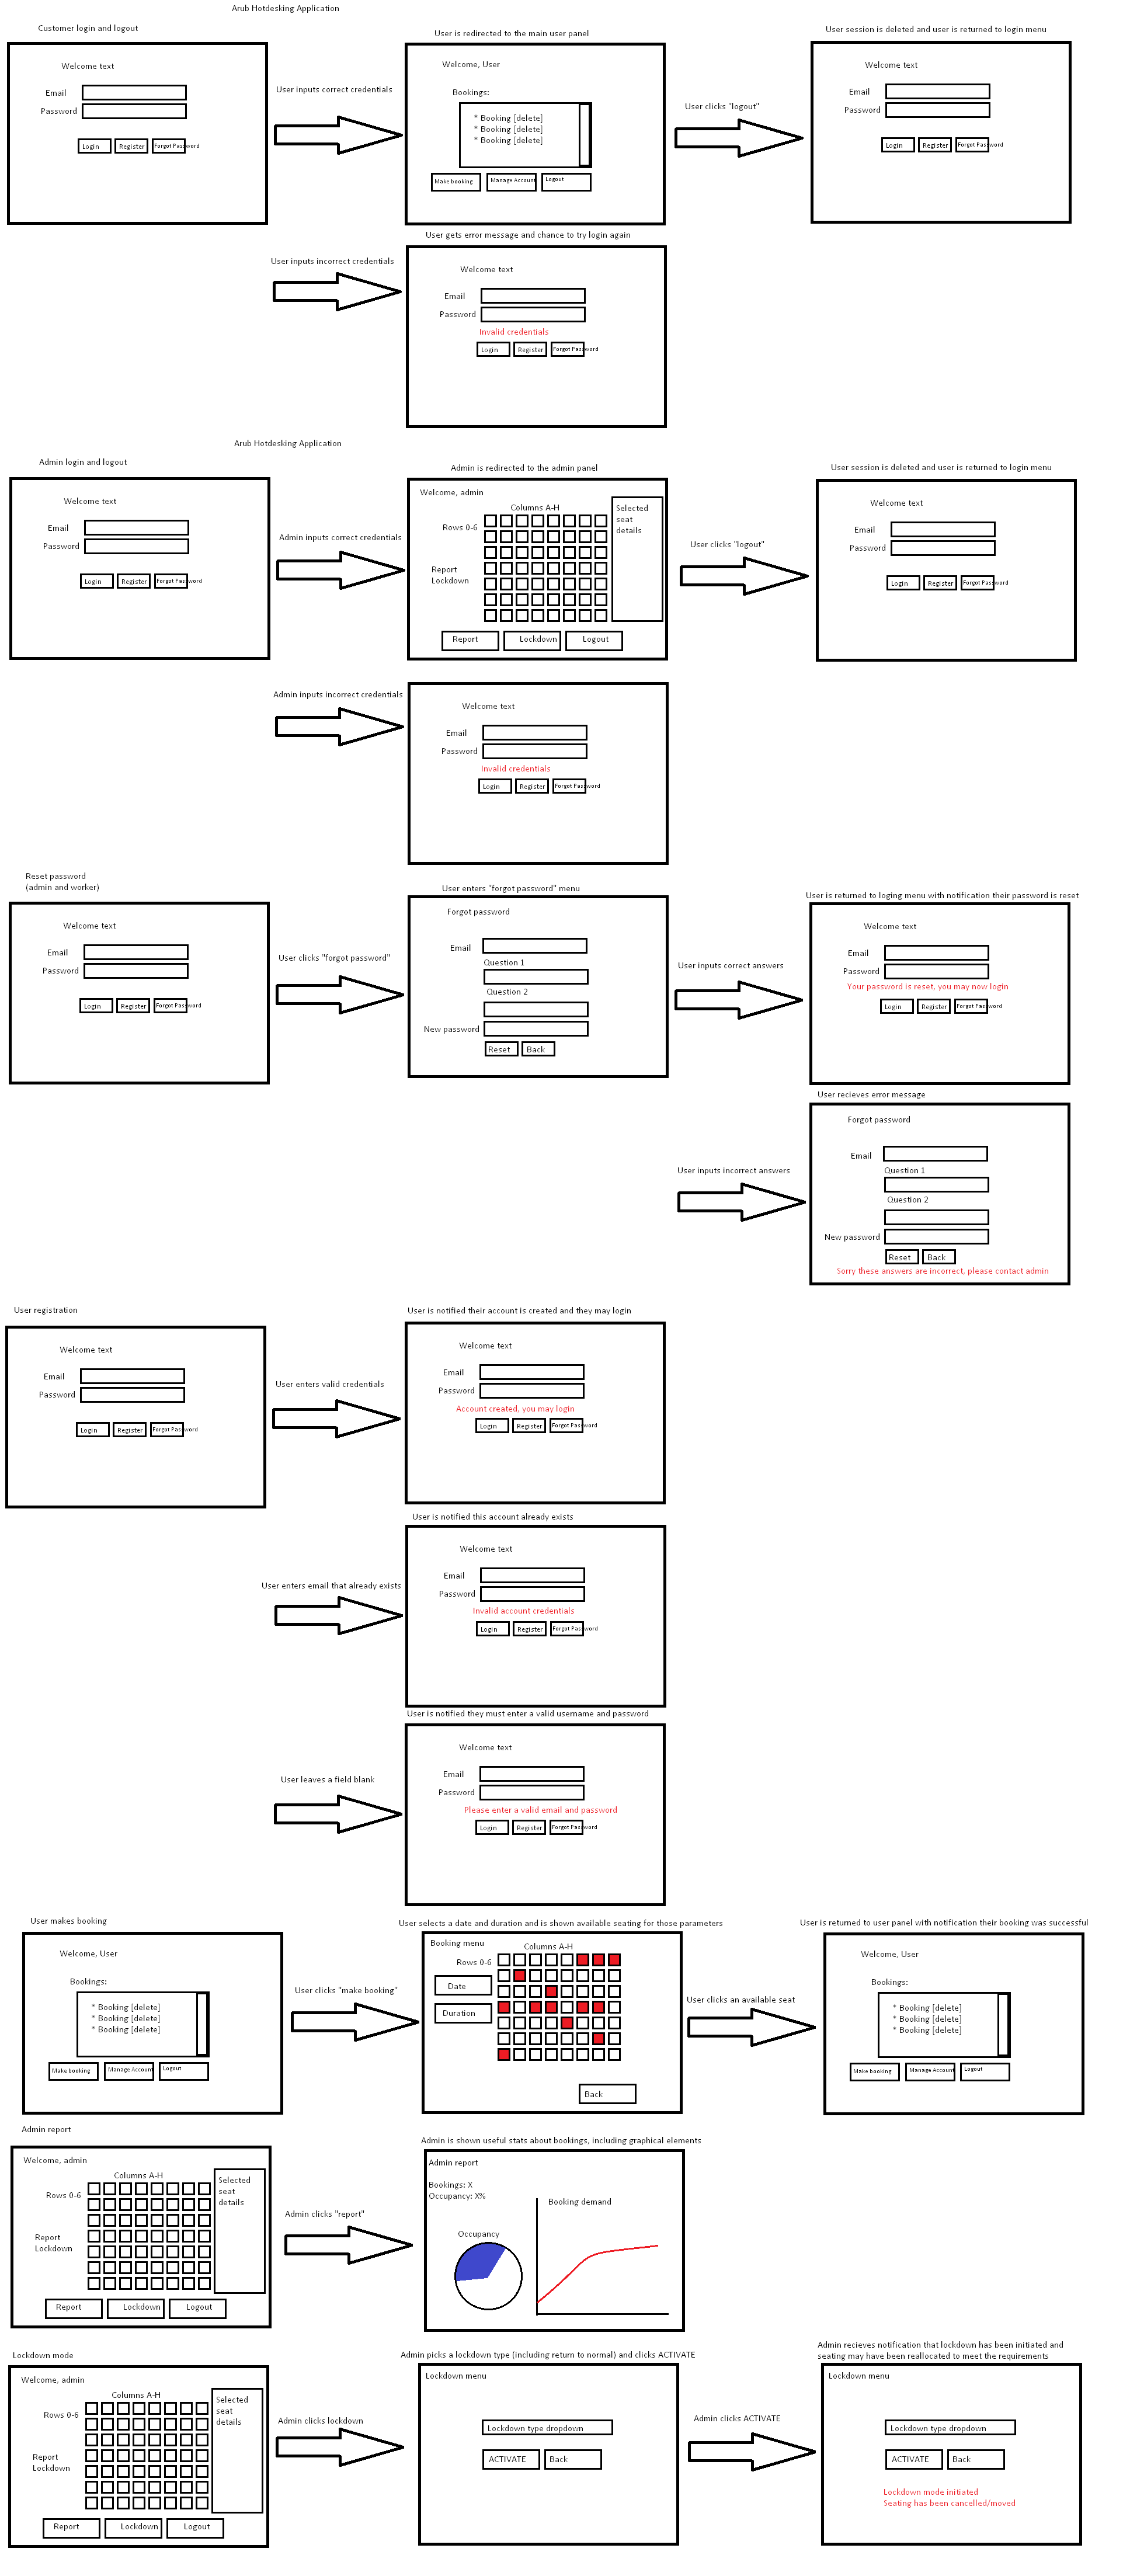 Arub Hotdesking Application
Customer login and logout
Welcome text
Email
Password
Login
Register
Forgot Password
User inputs correct credentials
User is redirected to the main user panel
Welcome, User
Bookings:
* Booking [delete]
* Booking [delete]
* Booking [delete]
Make booking
Manage Account
Logout
User clicks "logout"
User session is deleted and user is returned to login menu
Welcome text
Email
Password
Login
Register
Forgot Password
User inputs incorrect credentials
User gets error message and chance to try login again
Welcome text
Email
Password
Invalid credentials
Login
Register
Forgot Password
Arub Hotdesking Application
Admin login and logout
Welcome text
Email
Password
Login
Register
Forgot Password
Admin inputs correct credentials
Admin is redirected to the admin panel
Welcome, admin
Columns A-H
Rows 0-6
Report
Lockdown
Selected
seat
details
Report
Lockdown
Logout
User clicks "logout"
User session is deleted and user is returned to login menu
Welcome text
Email
Password
Login
Register
Forgot Password
Admin inputs incorrect credentials
Welcome text
Email
Password
Invalid credentials
Login
Register
Forgot Password
Reset password
(admin and worker)
Welcome text
Email
Password
Login
Register
Forgot Password
User clicks "forgot password"
User enters "forgot password" menu
Forgot password
Email
Question 1
Question 2
New password
Reset
Back
User inputs correct answers
User is returned to loging menu with notification their password is reset
Welcome text
Email
Password
Your password is reset, you may now login
Login
Register
Forgot Password
User inputs incorrect answers
User recieves error message
Forgot password
Email
Question 1
Question 2
New password
Reset
Back
Sorry these answers are incorrect, please contact admin
User registration
Welcome text
Email
Password
Login
Register
Forgot Password
User enters valid credentials
User is notified their account is created and they may login
Welcome text
Email
Password
Account created, you may login
Login
Register
Forgot Password
User enters email that already exists
User is notified this account already exists
Welcome text
Email
Password
Invalid account credentials
Login
Register
Forgot Password
User leaves a field blank
User is notified they must enter a valid username and password
Welcome text
Email
Password
Please enter a valid email and password
Login
Register
Forgot Password
User makes booking
Welcome, User
Bookings:
* Booking [delete]
* Booking [delete]
* Booking [delete]
Make booking
Manage Account
Logout
User clicks "make booking"
User selects a date and duration and is shown available seating for those parameters
Booking menu
Columns A-H
Rows 0-6
Date
Duration
Back
User clicks an available seat
User is returned to user panel with notification their booking was successful
Welcome, User
Bookings:
* Booking [delete]
* Booking [delete]
* Booking [delete]
Make booking
Manage Account
Logout
Admin report
Welcome, admin
Columns A-H
Rows 0-6
Report
Lockdown
Selected
seat
details
Report
Lockdown
Logout
Admin clicks "report"
Admin is shown useful stats about bookings, including graphical elements
Admin report
Bookings: X
Occupancy: X%
Booking demand
Occupancy
Lockdown mode
Welcome, admin
Columns A-H
Rows 0-6
Report
Lockdown
Selected
seat
details
Report
Lockdown
Logout
Admin clicks lockdown
Admin picks a lockdown type (including return to normal) and clicks ACTIVATE
Lockdown menu
Lockdown type dropdown
ACTIVATE
Back
Admin clicks ACTIVATE
Admin recieves notification that lockdown has been initiated and
seating may have been reallocated to meet the requirements
Lockdown menu
Lockdown type dropdown
ACTIVATE
Back
Lockdown mode initiated
Seating has been cancelled/moved